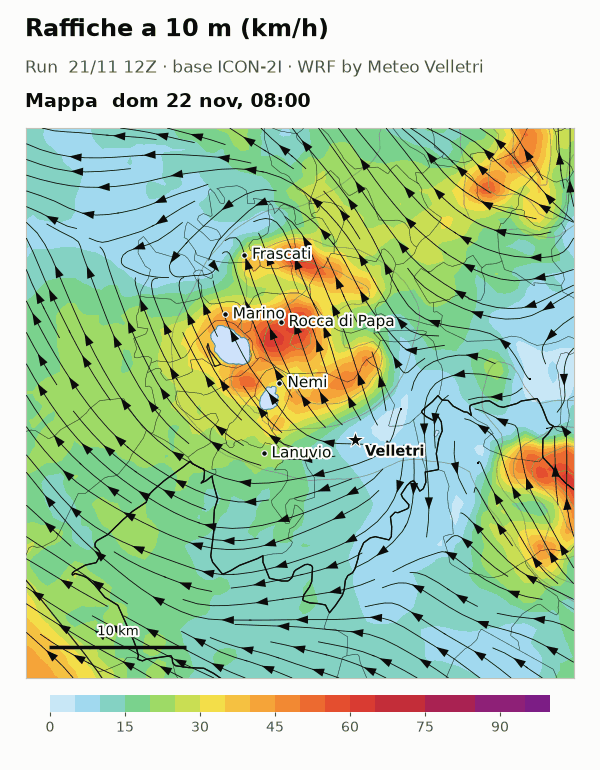 Raffiche a 10 m (km/h)
Run 21/11 12Z · base ICON-2I · WRF by Meteo Velletri
Mappa dom 22 nov, 08:00
Frascati
Marino
Rocca di Papa
Nemi
Velletri
Lanuvio
10 km
0 15 30 45 60 75 90